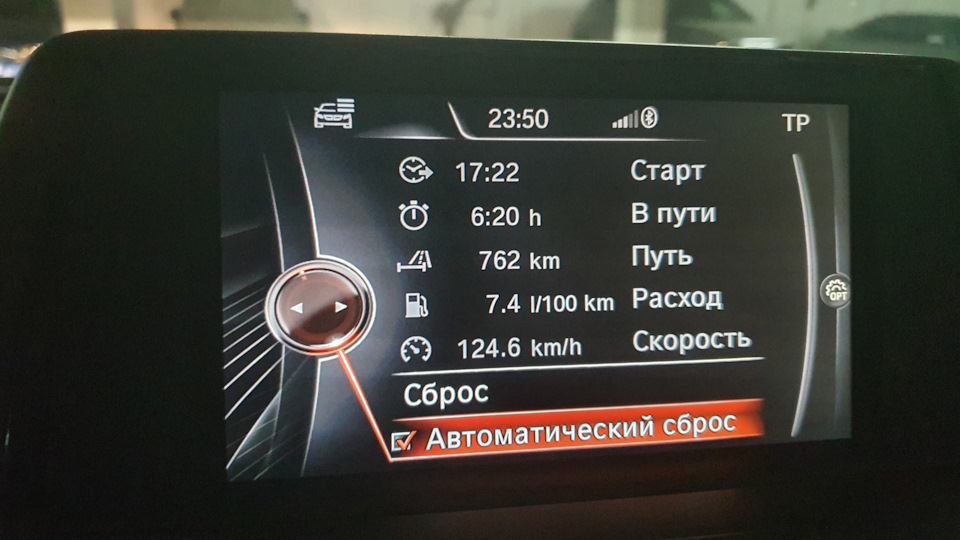 23:50 TP
17:22 Старт
6:20 h В пути
762 km Путь
7.4 l/100 km Расход
OPT
124.6 km/h Скорость
Сброс
Автоматический сброс